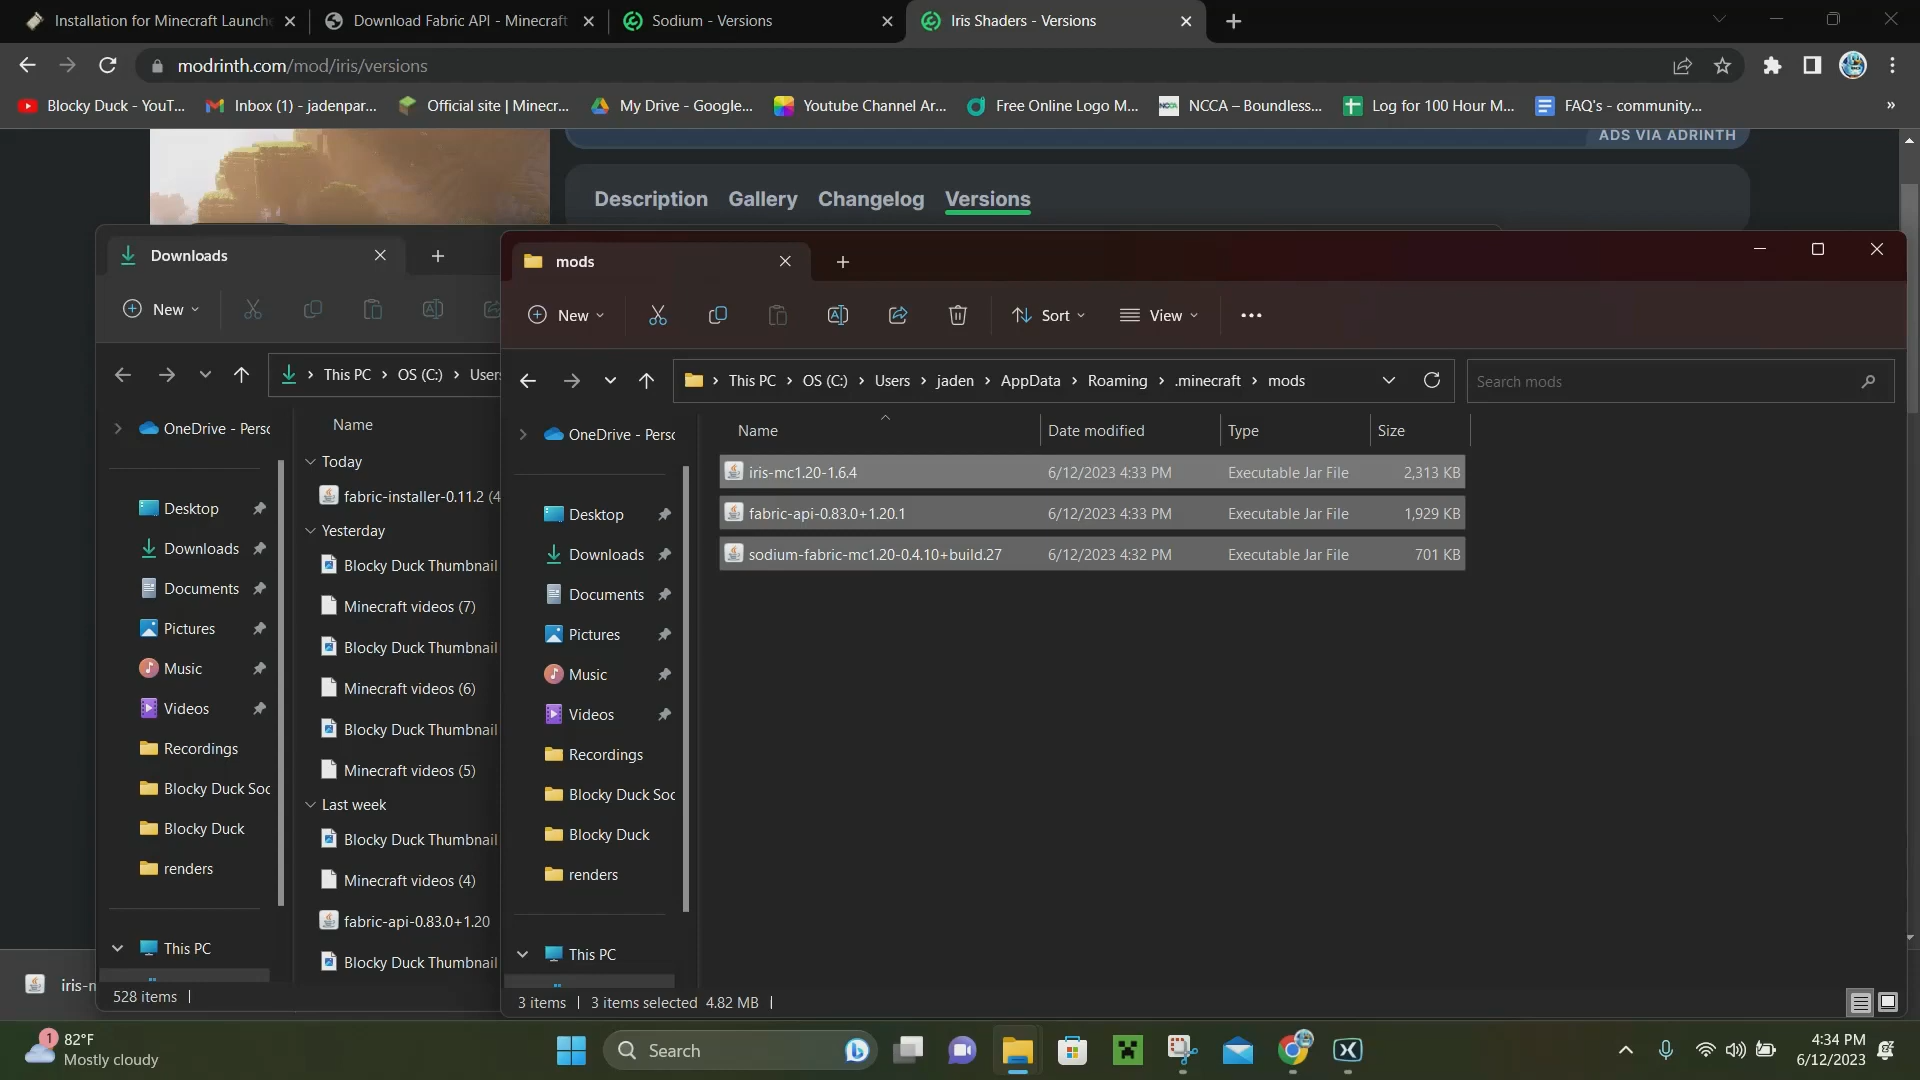 Installation for Minecraft Launche
Download Fabric API - Minecraft
Sodium - Versions
Iris Shaders - Versions
modrinth.com/mod/iris/versions
Blocky Duck - YouT...
Inbox (1) - jadenpar...
Official site | Minecr...
My Drive - Google...
Youtube Channel Ar...
Free Online Logo M...
NCCA – Boundless...
Log for 100 Hour M...
FAQ's - community...
»
ADS VIA ADRINTH
Description Gallery Changelog Versions
Downloads
New
This PC > OS (C:) > Users
OneDrive - Perso
Desktop
Downloads
Documents
Pictures
Music
Videos
Recordings
Blocky Duck Soc
Blocky Duck
renders
This PC
Name
Today
fabric-installer-0.11.2 (4
Yesterday
Blocky Duck Thumbnail
Minecraft videos (7)
Blocky Duck Thumbnail
Minecraft videos (6)
Blocky Duck Thumbnail
Minecraft videos (5)
Last week
Blocky Duck Thumbnail
Minecraft videos (4)
fabric-api-0.83.0+1.20
Blocky Duck Thumbnail
528 items
iris-m
mods
New
Sort
View
This PC > OS (C:) > Users > jaden > AppData > Roaming > .minecraft > mods
Search mods
OneDrive - Perso
Desktop
Downloads
Documents
Pictures
Music
Videos
Recordings
Blocky Duck Soc
Blocky Duck
renders
This PC
Name Date modified Type Size
iris-mc1.20-1.6.4 6/12/2023 4:33 PM Executable Jar File 2,313 KB
fabric-api-0.83.0+1.20.1 6/12/2023 4:33 PM Executable Jar File 1,929 KB
sodium-fabric-mc1.20-0.4.10+build.27 6/12/2023 4:32 PM Executable Jar File 701 KB
3 items 3 items selected 4.82 MB
1
82°F
Mostly cloudy
Search
4:34 PM
6/12/2023